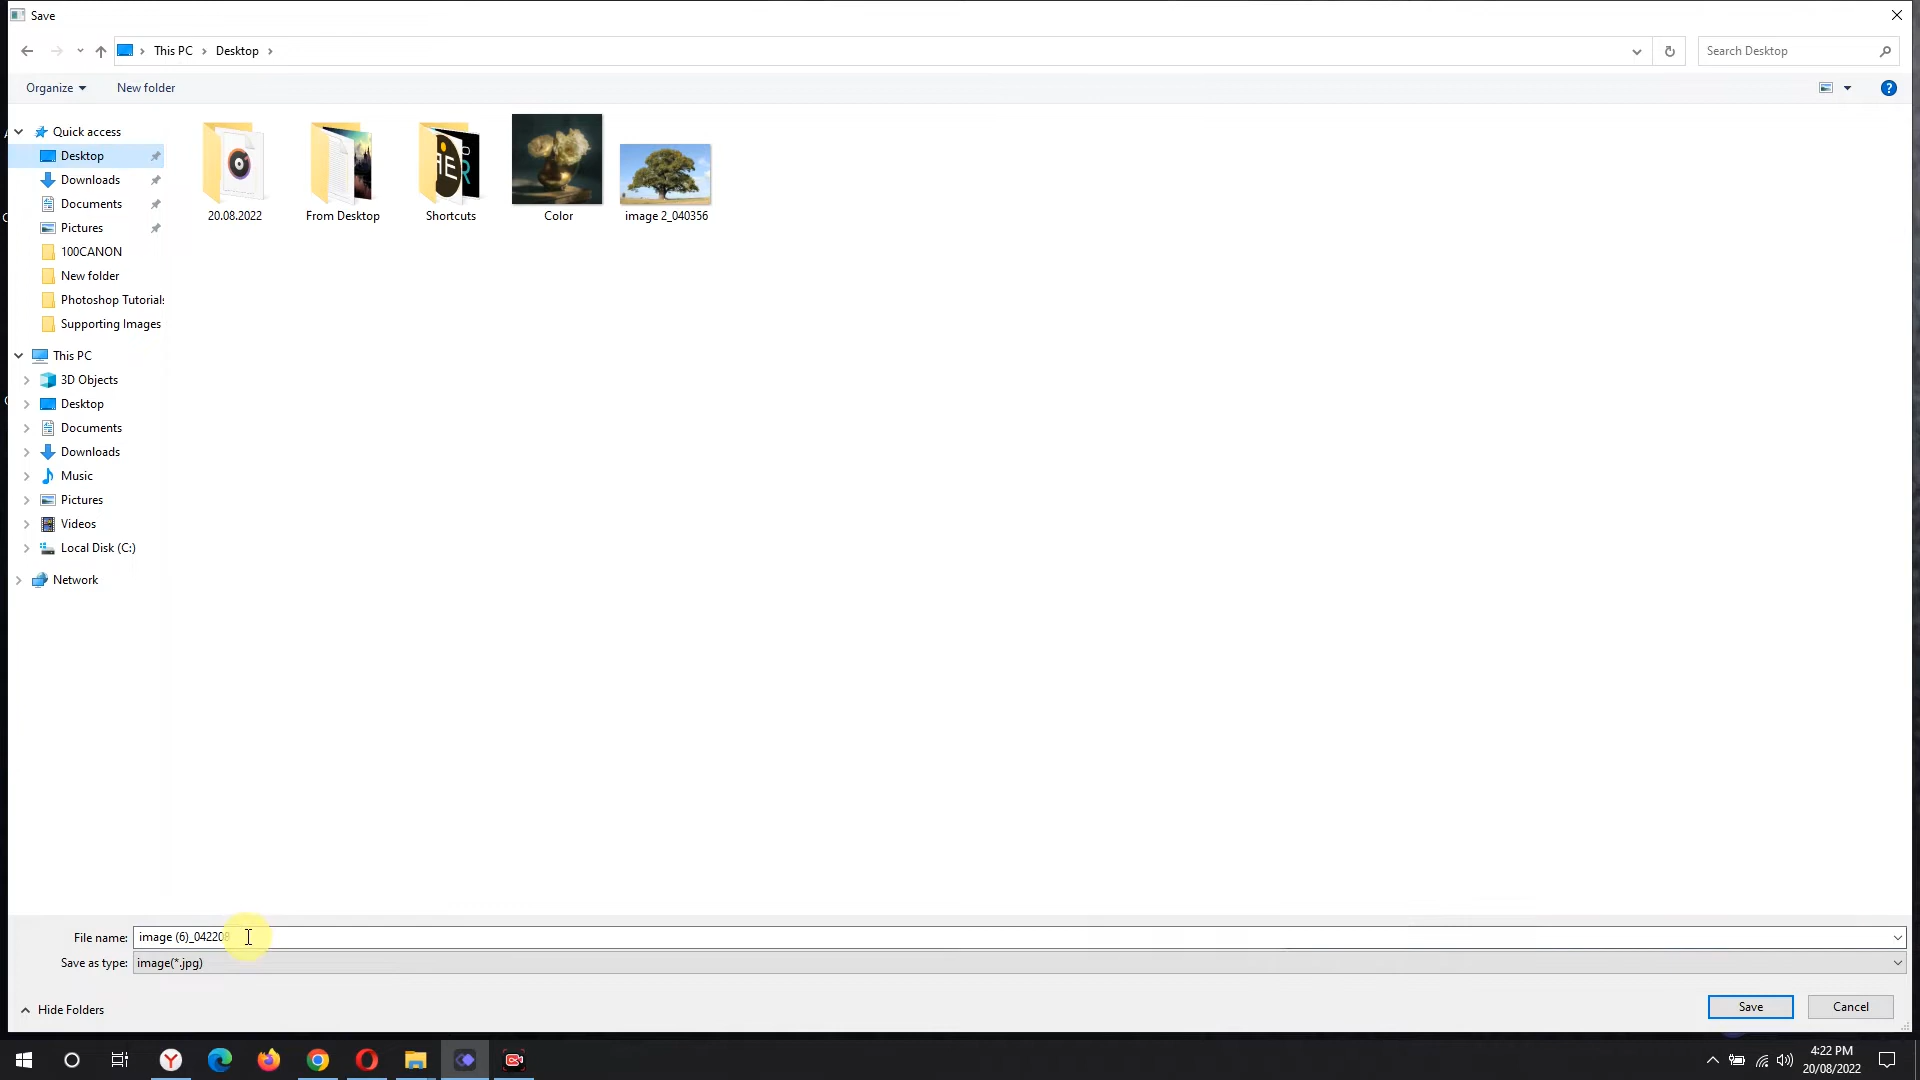 Save
This PC > Desktop >
Search Desktop
Organize
New folder
Quick access
Desktop
Downloads
Documents
Pictures
100CANON
New folder
Photoshop Tutorials
Supporting Images
This PC
3D Objects
Desktop
Documents
Downloads
Music
Pictures
Videos
Local Disk (C:)
Network
20.08.2022
From Desktop
Shortcuts
Color
image 2_040356
File name: image (6)_042208
Save as type: image(*.jpg)
Hide Folders
Save
Cancel
4:22 PM
20/08/2022